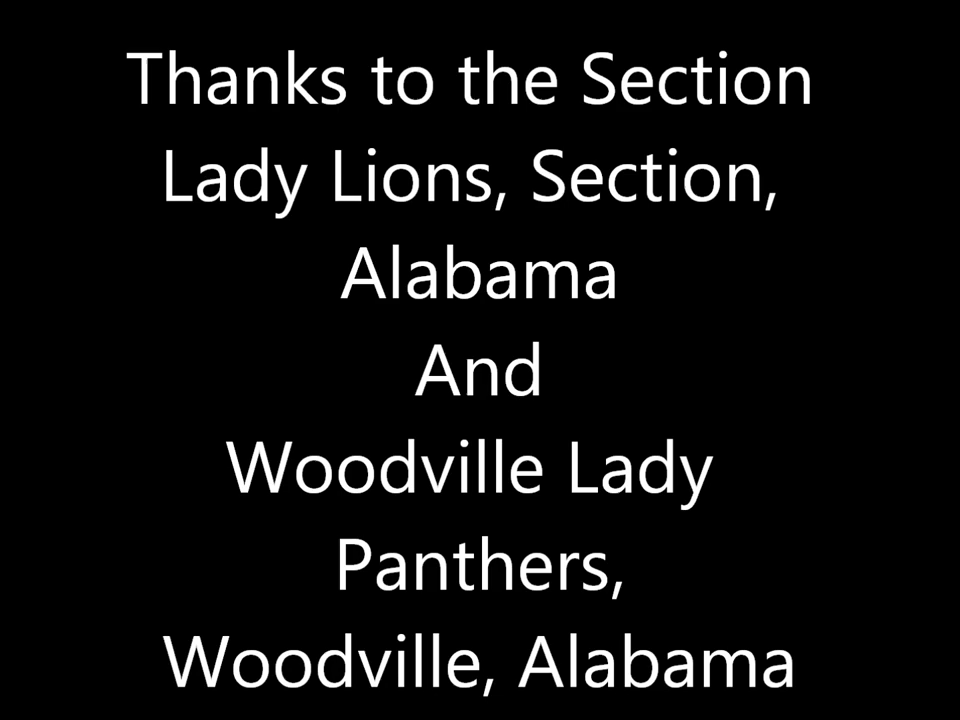 Thanks to the Section
Lady Lions, Section,
Alabama
And
Woodville Lady
Panthers,
Woodville, Alabama